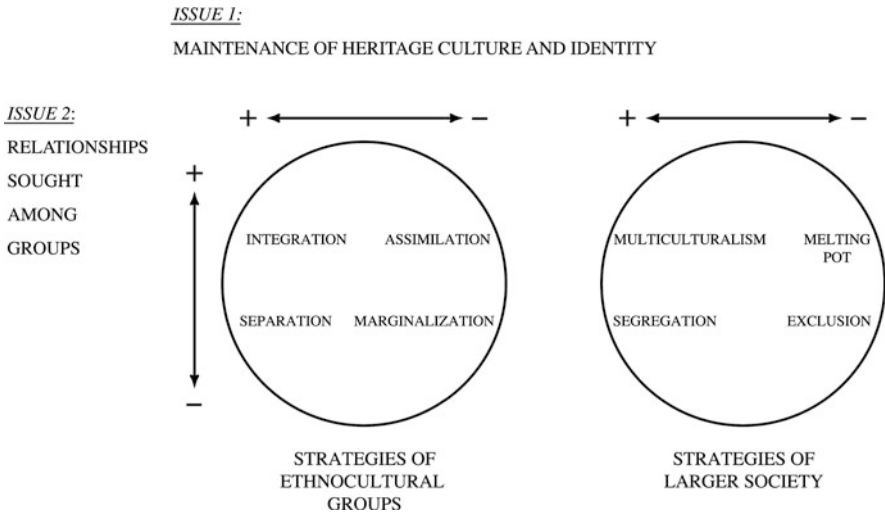 ISSUE 1:
MAINTENANCE OF HERITAGE CULTURE AND IDENTITY
ISSUE 2:
RELATIONSHIPS
SOUGHT
AMONG
GROUPS
+ −
+
−
INTEGRATION ASSIMILATION
SEPARATION MARGINALIZATION
STRATEGIES OF
ETHNOCULTURAL
GROUPS
+ −
MULTICULTURALISM MELTING
POT
SEGREGATION EXCLUSION
STRATEGIES OF
LARGER SOCIETY